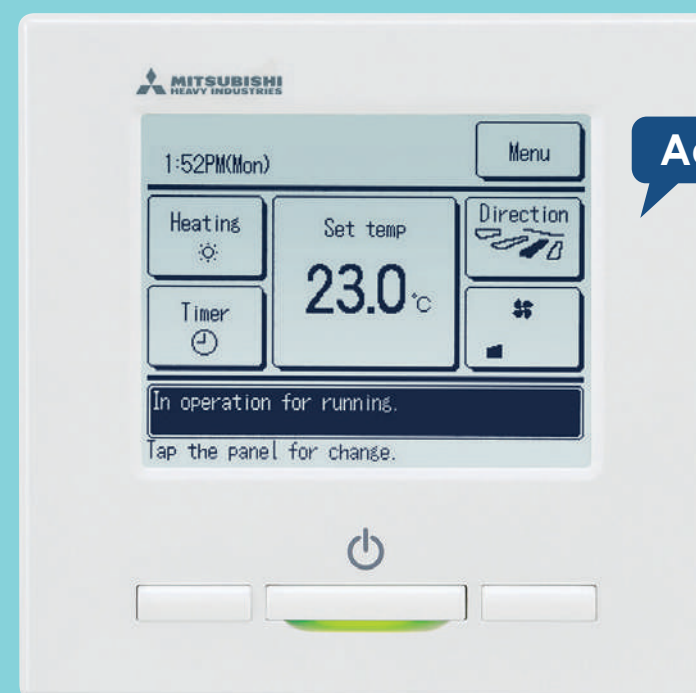 MITSUBISHI
HEAVY INDUSTRIES
1:52PM(Mon)
Menu
Heating
Set temp
Direction
23.0 °C
Timer
In operation for running.
Tap the panel for change.